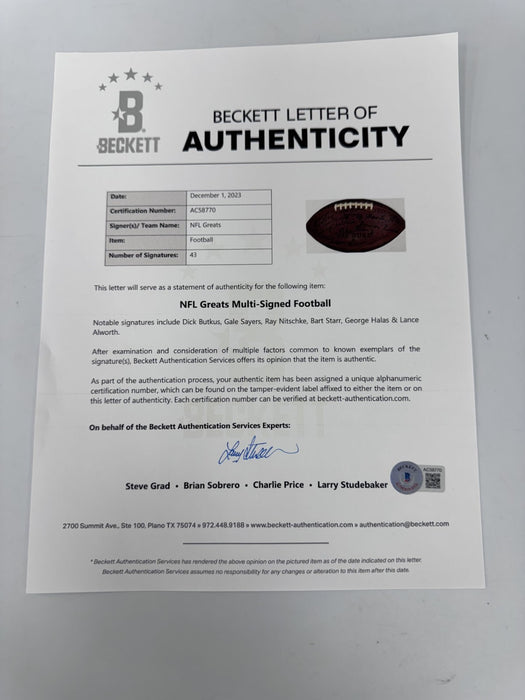 B
BECKETT
BECKETT LETTER OF
AUTHENTICITY
Date: December 1, 2023
Certification Number: AC58770
Signer(s)/ Team Name: NFL Greats
Item: Football
Number of Signatures: 43
This letter will serve as a statement of authenticity for the following item:
NFL Greats Multi-Signed Football
Notable signatures include Dick Butkus, Gale Sayers, Ray Nitschke, Bart Starr, George Halas & Lance
Alworth.
After examination and consideration of multiple factors common to known exemplars of the
signature(s), Beckett Authentication Services offers its opinion that the item is authentic.
As part of the authentication process, your authentic item has been assigned a unique alphanumeric
certification number, which can be found on the tamper-evident label affixed to either the item or on
this letter of authenticity. Each certification number can be verified at beckett-authentication.com.
On behalf of the Beckett Authentication Services Experts:
Steve Grad • Brian Sobrero • Charlie Price • Larry Studebaker
AC58770
2700 Summit Ave., Ste 100, Plano TX 75074 » 972.448.9188 » www.beckett-authentication.com » authentication@beckett.com
*Beckett Authentication Services has rendered the above opinion on the pictured item as of the date indicated on this letter.
Beckett Authentication Services assumes no responsibility for any changes or alteration to this item after this date.